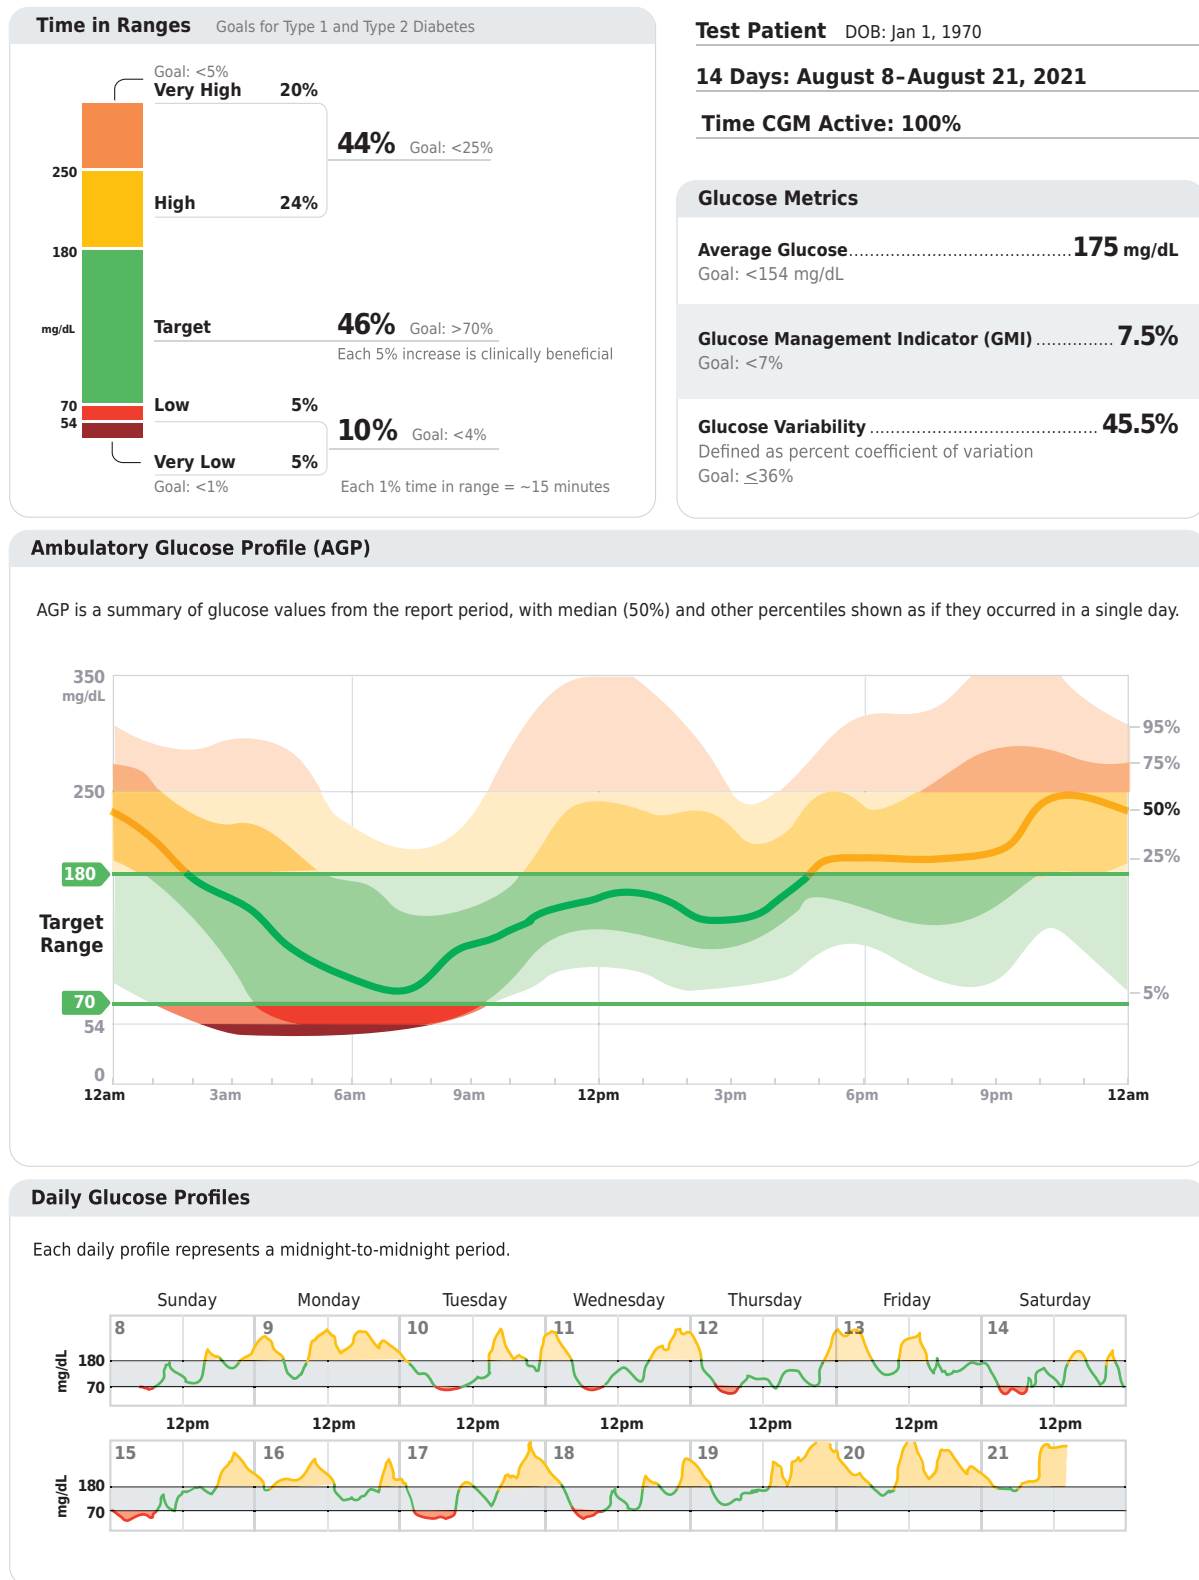 Time in Ranges Goals for Type 1 and Type 2 Diabetes
Goal: <5%
Very High 20%
44% Goal: <25%
250
High 24%
180
mg/dL
Target 46% Goal: >70%
Each 5% increase is clinically beneficial
70
Low 5%
54
10% Goal: <4%
Very Low 5%
Goal: <1%
Each 1% time in range = ~15 minutes
Test Patient DOB: Jan 1, 1970
14 Days: August 8–August 21, 2021
Time CGM Active: 100%
Glucose Metrics
Average Glucose.........................................175 mg/dL
Goal: <154 mg/dL
Glucose Management Indicator (GMI) .............. 7.5%
Goal: <7%
Glucose Variability .......................................... 45.5%
Defined as percent coefficient of variation
Goal: ≤36%
Ambulatory Glucose Profile (AGP)
AGP is a summary of glucose values from the report period, with median (50%) and other percentiles shown as if they occurred in a single day.
350
mg/dL
95%
75%
250
50%
25%
180
Target
Range
70
5%
54
0
12am 3am 6am 9am 12pm 3pm 6pm 9pm 12am
Daily Glucose Profiles
Each daily profile represents a midnight-to-midnight period.
Sunday Monday Tuesday Wednesday Thursday Friday Saturday
8 9 10 11 12 13 14
mg/dL
180
70
12pm 12pm 12pm 12pm 12pm 12pm 12pm
15 16 17 18 19 20 21
mg/dL
180
70